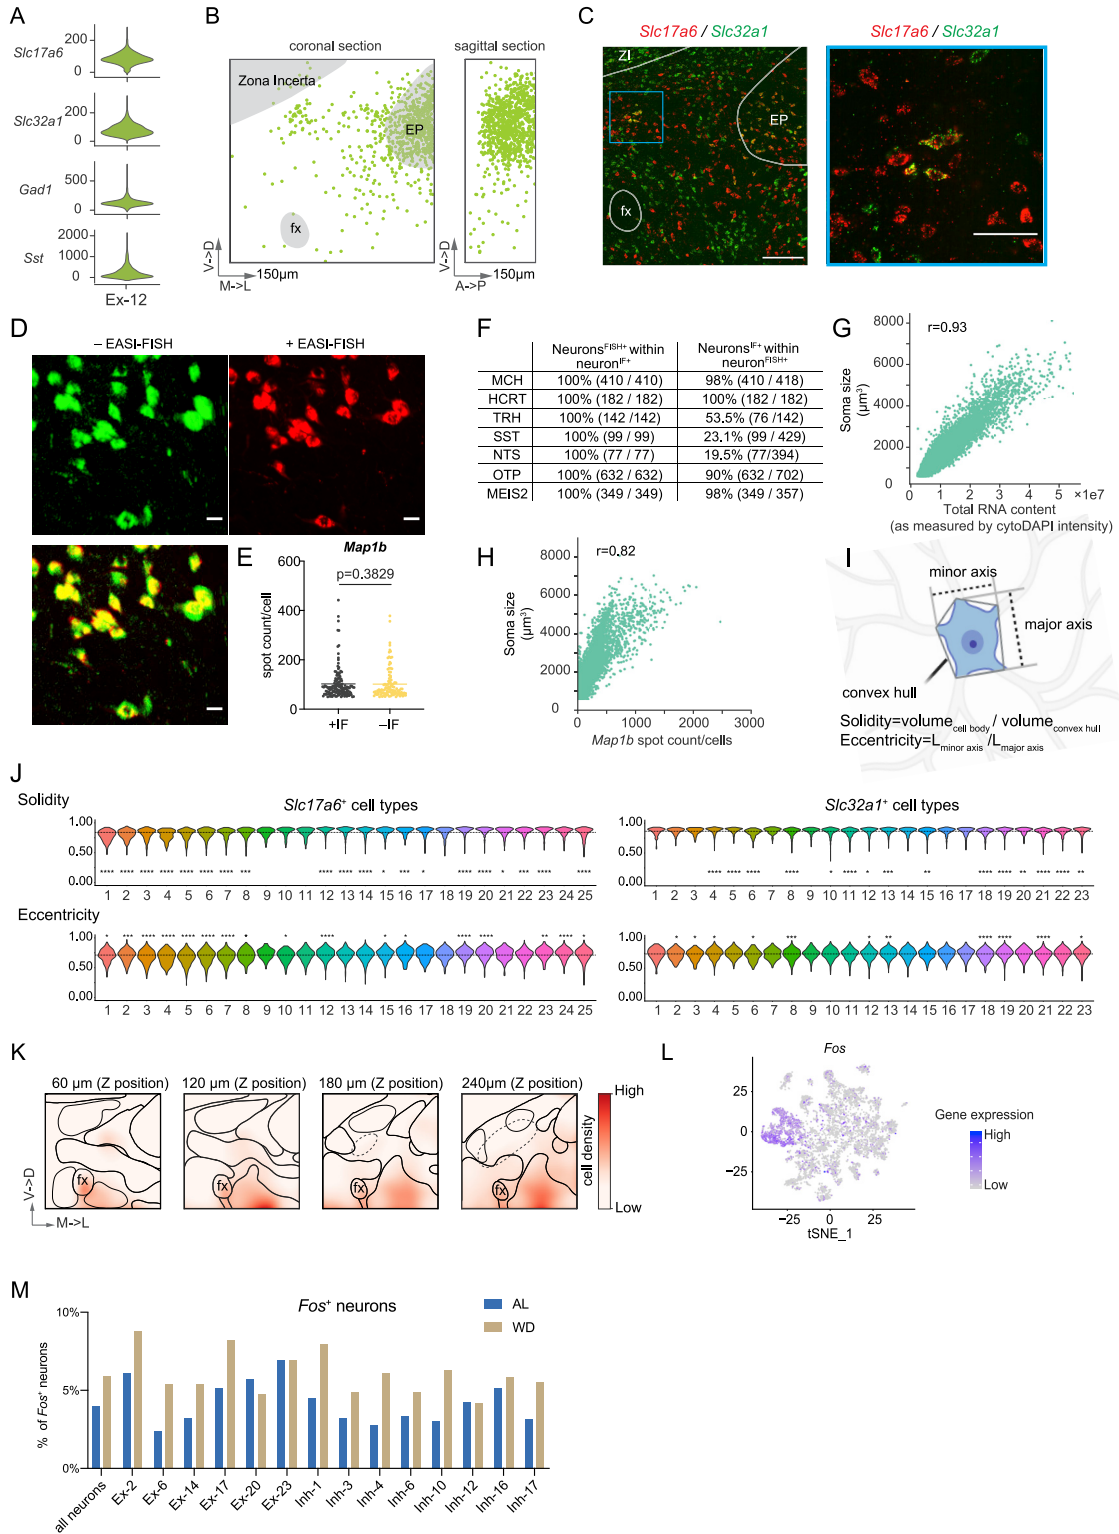 A
Slc17a6
200
0
Slc32a1
200
0
Gad1
500
0
Sst
2000
1000
0
Ex-12
B
coronal section
sagittal section
Zona Incerta
EP
fx
V->D
M->L
150µm
V->D
A->P
150µm
C
Slc17a6 / Slc32a1
Slc17a6 / Slc32a1
ZI
EP
fx
D
– EASI-FISH
+ EASI-FISH
E
Map1b
p=0.3829
spot count/cell
600
400
200
0
+IF
–IF
F
Neurons^FISH+ within neuron^IF+
Neurons^IF+ within neuron^FISH+
MCH 100% (410 / 410) 98% (410 / 418)
HCRT 100% (182 / 182) 100% (182 / 182)
TRH 100% (142 /142) 53.5% (76 /142)
SST 100% (99 / 99) 23.1% (99 / 429)
NTS 100% (77 / 77) 19.5% (77/394)
OTP 100% (632 / 632) 90% (632 / 702)
MEIS2 100% (349 / 349) 98% (349 / 357)
G
r=0.93
Soma size
(µm³)
8000
6000
4000
2000
0
0 1 2 3 4 5 ×1e7
Total RNA content
(as measured by cytoDAPI intensity)
H
r=0.82
Soma size
(µm³)
8000
6000
4000
2000
0
0 1000 2000 3000
Map1b spot count/cells
I
minor axis
major axis
convex hull
Solidity=volume_cell body / volume_convex hull
Eccentricity=L_minor axis /L_major axis
J
Solidity
Slc17a6⁺ cell types
Slc32a1⁺ cell types
1.00
0.50
0.00
**** **** **** **** **** **** **** *** **** **** **** * *** * **** **** * *** **** ****
1 2 3 4 5 6 7 8 9 10 11 12 13 14 15 16 17 18 19 20 21 22 23 24 25
1.00
0.50
0.00
**** **** **** **** * **** * *** ** **** **** ** **** **** **
1 2 3 4 5 6 7 8 9 10 11 12 13 14 15 16 17 18 19 20 21 22 23
Eccentricity
1.00
0.50
0.00
* *** **** **** **** **** **** * * **** * * **** **** ** **** *
1 2 3 4 5 6 7 8 9 10 11 12 13 14 15 16 17 18 19 20 21 22 23 24 25
1.00
0.50
0.00
* * * * *** * ** **** **** **** *
1 2 3 4 5 6 7 8 9 10 11 12 13 14 15 16 17 18 19 20 21 22 23
K
60 µm (Z position)
120 µm (Z position)
180 µm (Z position)
240µm (Z position)
fx
fx
fx
fx
V->D
M->L
High
cell density
Low
L
Fos
25
0
−25
−25 0 25
tSNE_1
Gene expression
High
Low
M
Fos⁺ neurons
AL
WD
% of Fos⁺ neurons
10%
5%
0%
all neurons Ex-2 Ex-6 Ex-14 Ex-17 Ex-20 Ex-23 Inh-1 Inh-3 Inh-4 Inh-6 Inh-10 Inh-12 Inh-16 Inh-17